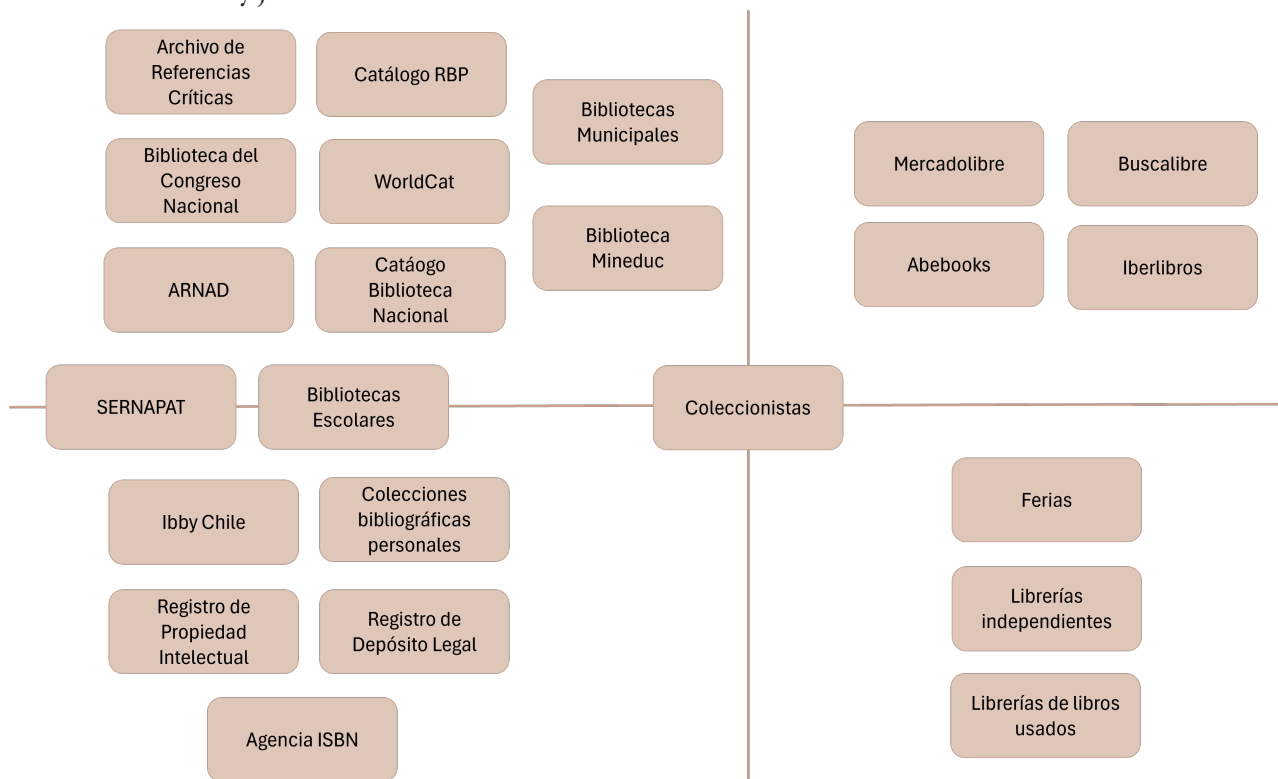 Archivo de
Referencias
Críticas
Catálogo RBP
Bibliotecas
Municipales
Biblioteca del
Congreso
Nacional
WorldCat
Biblioteca
Mineduc
ARNAD
Catáogo
Biblioteca
Nacional
Mercadolibre
Buscalibre
Abebooks
Iberlibros
SERNAPAT
Bibliotecas
Escolares
Coleccionistas
Ibby Chile
Colecciones
bibliográficas
personales
Registro de
Propiedad
Intelectual
Registro de
Depósito Legal
Agencia ISBN
Ferias
Librerías
independientes
Librerías de libros
usados